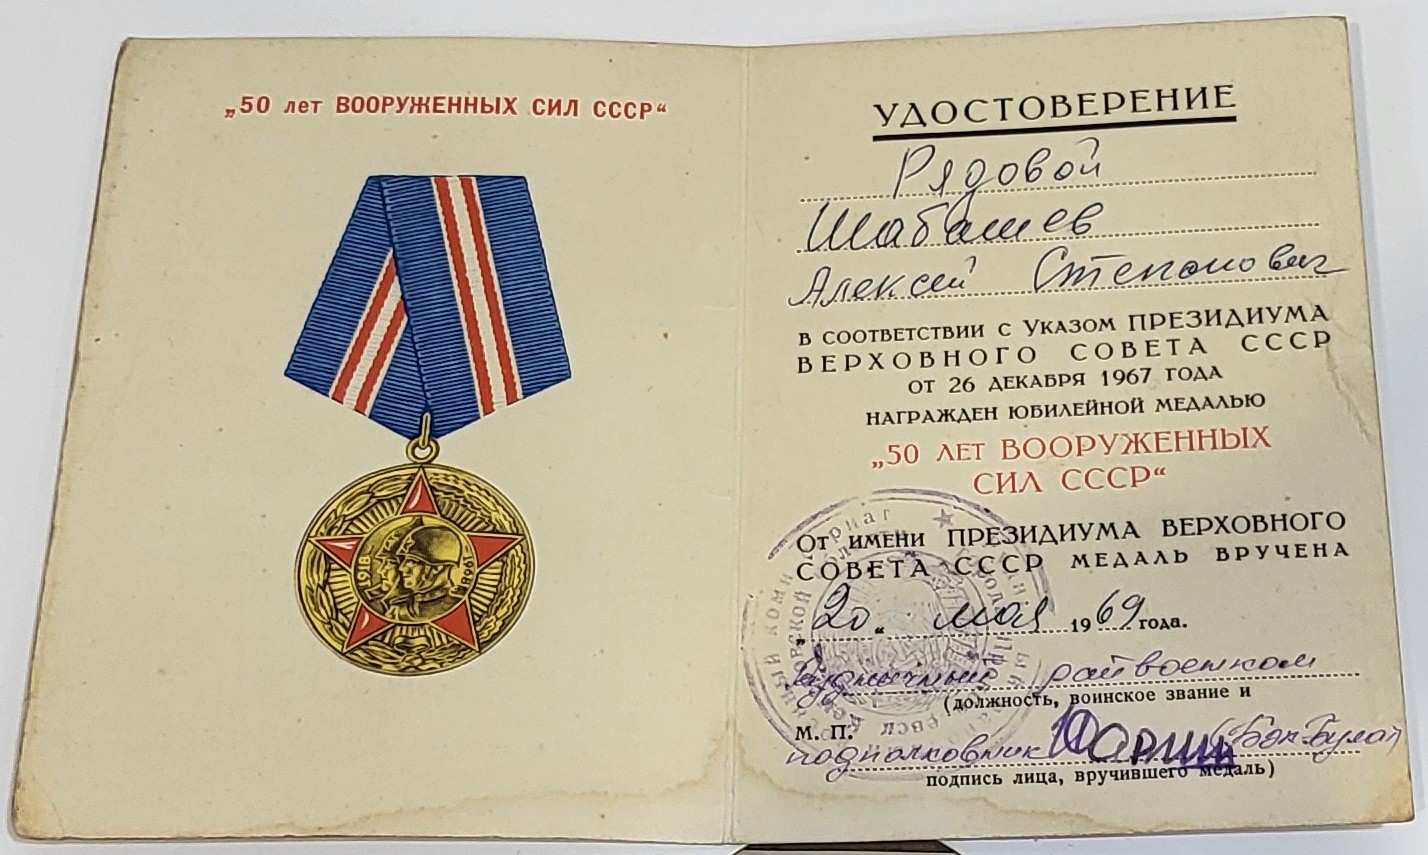 „50 лет ВООРУЖЕННЫХ СИЛ СССР“
1918
1968
УДОСТОВЕРЕНИЕ
Рядовой
Шабашев
Алексей Степанович
В СООТВЕТСТВИИ С УКАЗОМ ПРЕЗИДИУМА
ВЕРХОВНОГО СОВЕТА СССР
ОТ 26 ДЕКАБРЯ 1967 ГОДА
НАГРАЖДЕН ЮБИЛЕЙНОЙ МЕДАЛЬЮ
„50 ЛЕТ ВООРУЖЕННЫХ
СИЛ СССР“
ОТ ИМЕНИ ПРЕЗИДИУМА ВЕРХОВНОГО
СОВЕТА СССР МЕДАЛЬ ВРУЧЕНА
„20“ мая 1969 года.
райвоенком
(должность, воинское звание и
М. П.
подполковник
подпись лица, вручившего медаль)